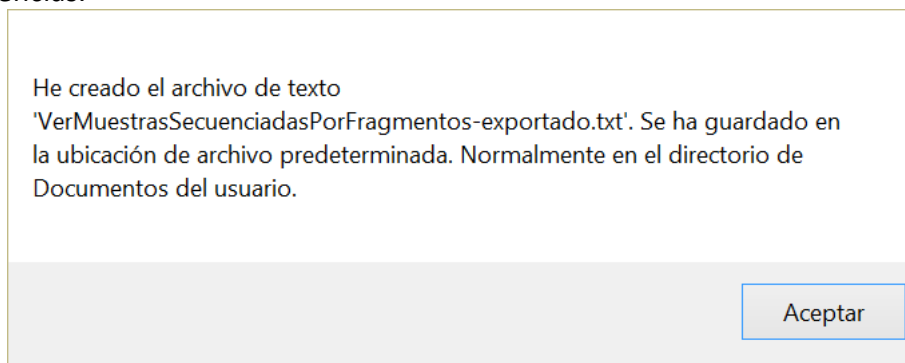 He creado el archivo de texto
'VerMuestrasSecuenciadasPorFragmentos-exportado.txt'. Se ha guardado en
la ubicación de archivo predeterminada. Normalmente en el directorio de
Documentos del usuario.
Aceptar